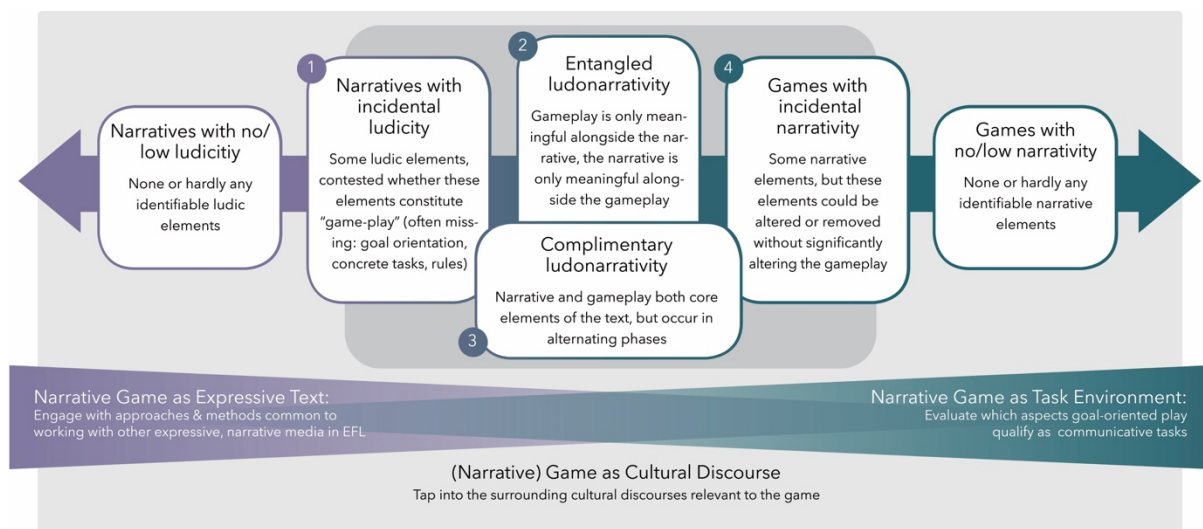 Narratives with no/
low ludicitiy
None or hardly any
identifiable ludic
elements
1
Narratives with
incidental
ludicity
Some ludic elements,
contested whether these
elements constitute
“game-play” (often miss-
ing: goal orientation,
concrete tasks, rules)
2
Entangled
ludonarrativity
Gameplay is only mean-
ingful alongside the nar-
rative, the narrative is
only meaningful along-
side the gameplay
3
Complimentary
ludonarrativity
Narrative and gameplay both core
elements of the text, but occur in
alternating phases
4
Games with
incidental
narrativity
Some narrative
elements, but these
elements could be
altered or removed
without significantly
altering the gameplay
Games with
no/low narrativity
None or hardly any
identifiable narrative
elements
Narrative Game as Expressive Text:
Engage with approaches & methods common to
working with other expressive, narrative media in EFL
Narrative Game as Task Environment:
Evaluate which aspects goal-oriented play
qualify as communicative tasks
(Narrative) Game as Cultural Discourse
Tap into the surrounding cultural discourses relevant to the game